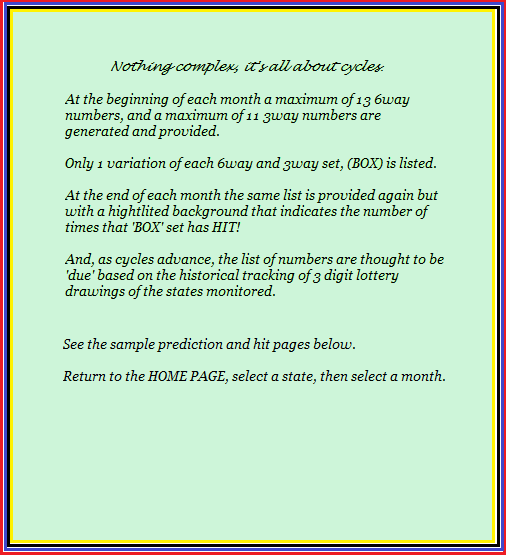 Nothing complex, it's all about cycles.
At the beginning of each month a maximum of 13 6way
numbers, and a maximum of 11 3way numbers are
generated and provided.
Only 1 variation of each 6way and 3way set, (BOX) is listed.
At the end of each month the same list is provided again but
with a hightlited background that indicates the number of
times that 'BOX' set has HIT!
And, as cycles advance, the list of numbers are thought to be
'due' based on the historical tracking of 3 digit lottery
drawings of the states monitored.
See the sample prediction and hit pages below.
Return to the HOME PAGE, select a state, then select a month.